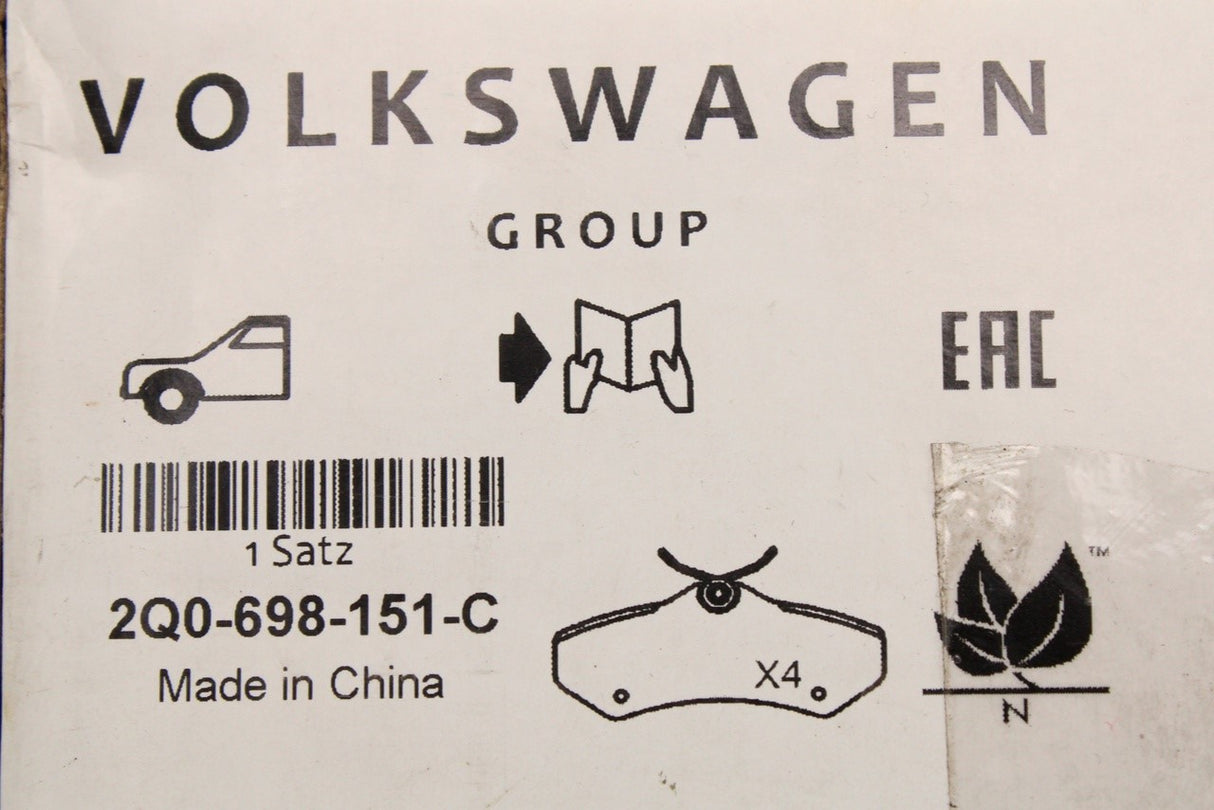 VOLKSWAGEN
GROUP
EAC
1 Satz
2Q0-698-151-C
Made in China
X4
™
N